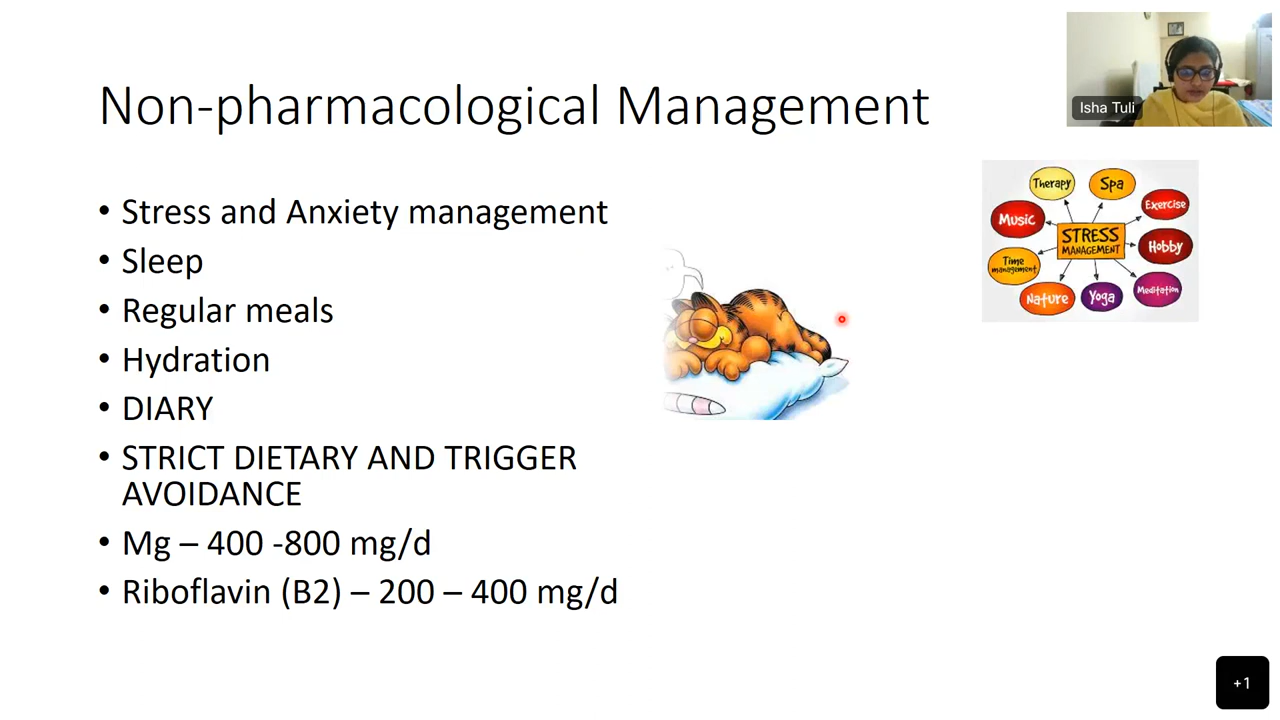 Non-pharmacological Management
Isha Tuli
• Stress and Anxiety management
• Sleep
• Regular meals
• Hydration
• DIARY
• STRICT DIETARY AND TRIGGER
AVOIDANCE
• Mg – 400 -800 mg/d
• Riboflavin (B2) – 200 – 400 mg/d
Therapy
Spa
Music
Exercise
STRESS
MANAGEMENT
Hobby
Time
management
Nature
Yoga
Meditation
+1